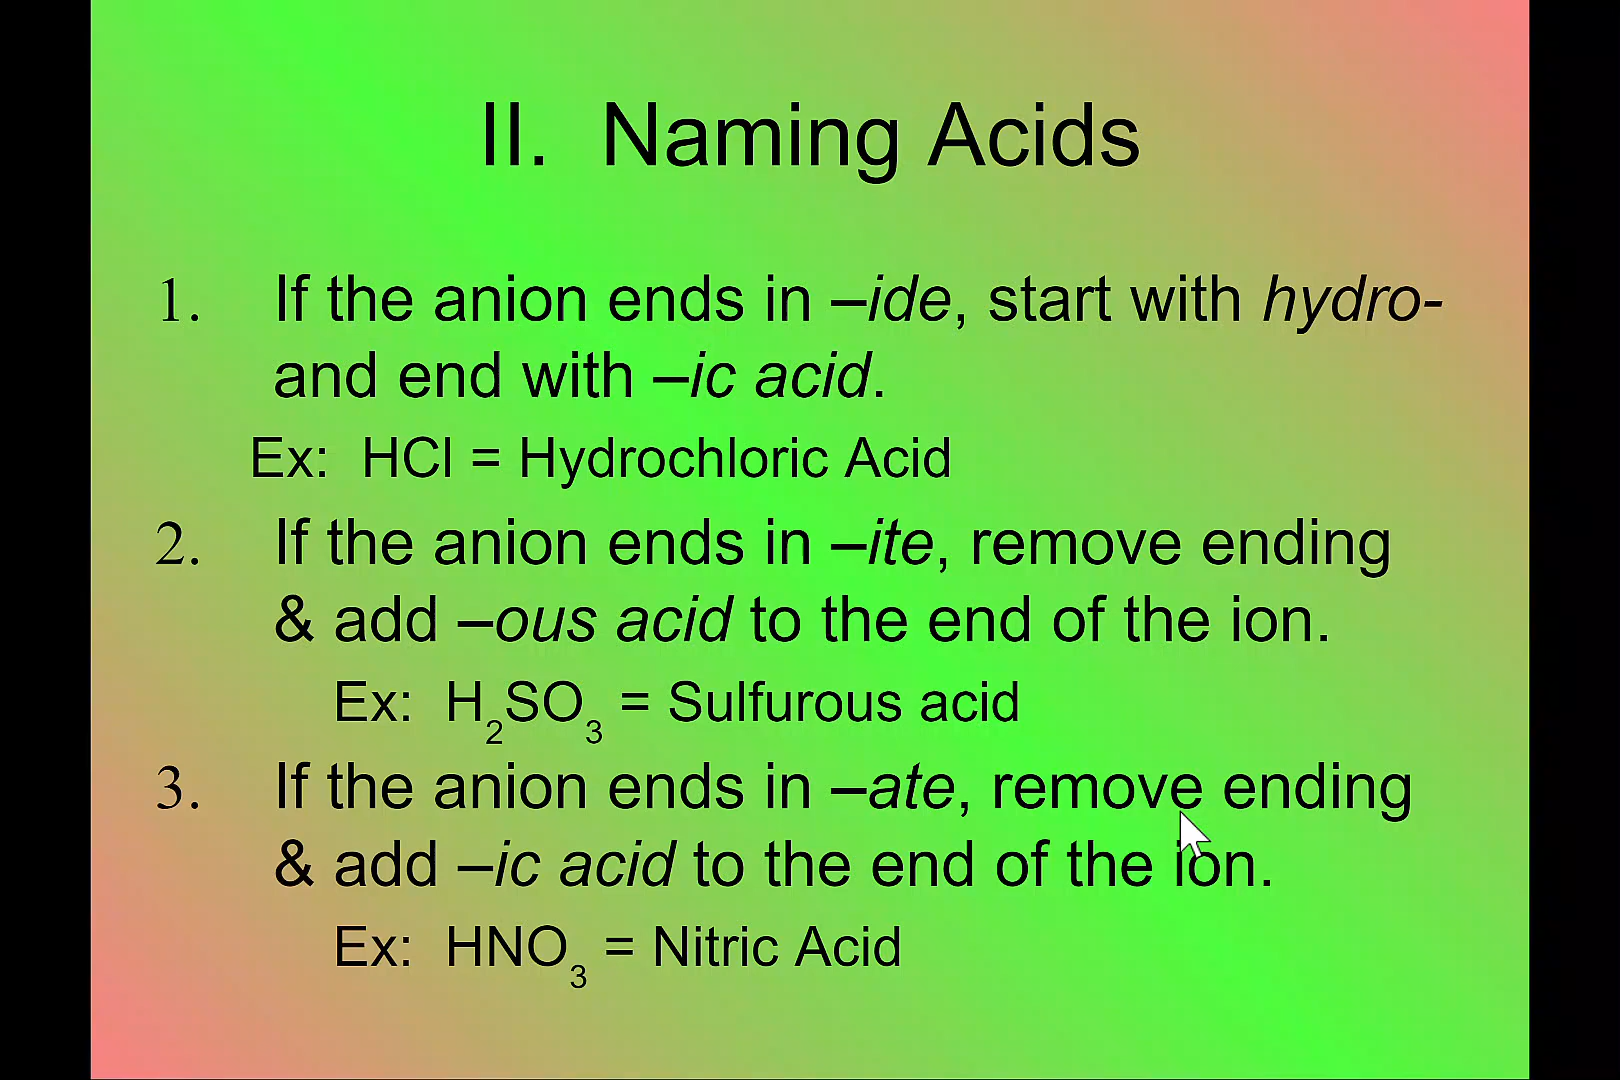 II. Naming Acids
1. If the anion ends in –ide, start with hydro-
and end with –ic acid.
Ex: HCl = Hydrochloric Acid
2. If the anion ends in –ite, remove ending
& add –ous acid to the end of the ion.
Ex: H₂SO₃ = Sulfurous acid
3. If the anion ends in –ate, remove ending
& add –ic acid to the end of the ion.
Ex: HNO₃ = Nitric Acid